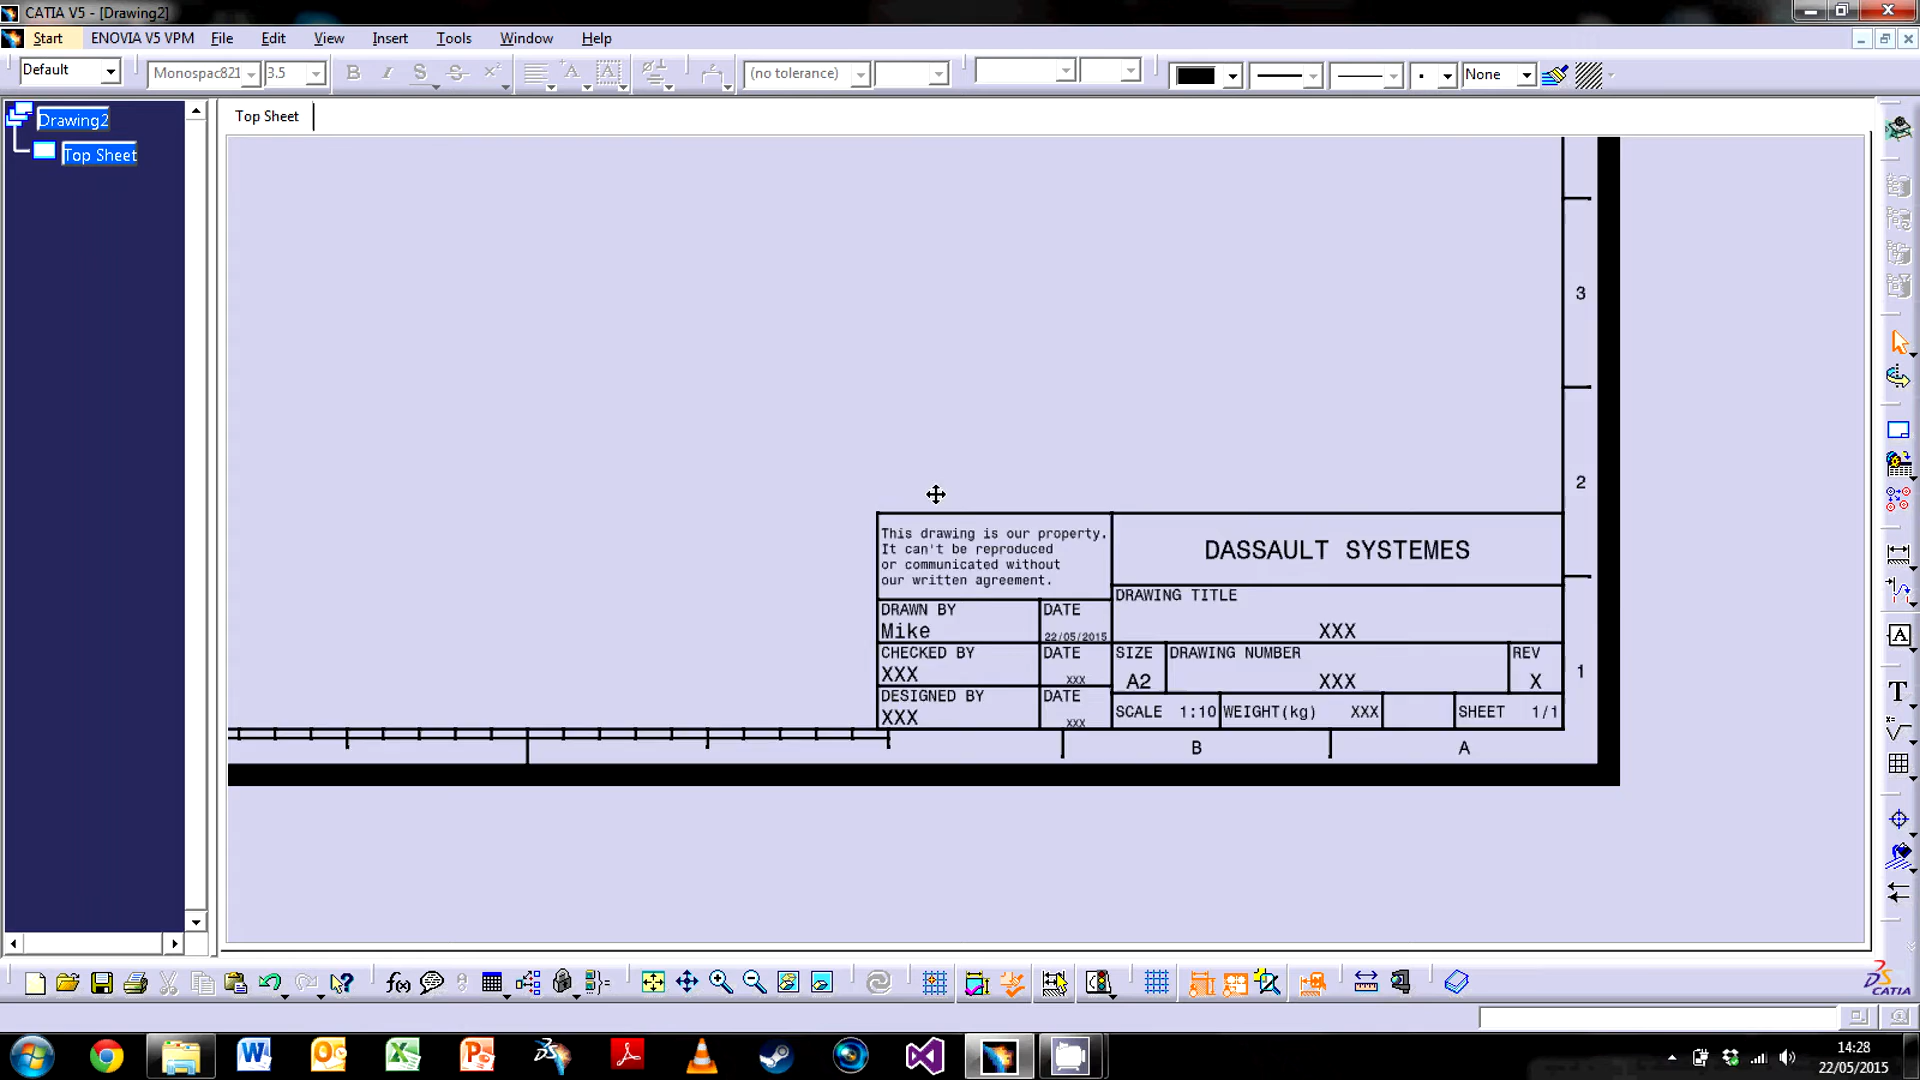 CATIA V5 - [Drawing2]
Start ENOVIA V5 VPM File Edit View Insert Tools Window Help
Default Monospac821 3.5 B I S S (no tolerance) None
Drawing2
Top Sheet
Top Sheet
3
2
1
This drawing is our property.
It can't be reproduced
or communicated without
our written agreement.
DASSAULT SYSTEMES
DRAWING TITLE
XXX
DRAWN BY DATE
Mike 22/05/2015
CHECKED BY DATE
XXX XXX
DESIGNED BY DATE
XXX XXX
SIZE DRAWING NUMBER REV
A2 XXX X
SCALE 1:10 WEIGHT(kg) XXX SHEET 1/1
B A
CATIA
14:28
22/05/2015